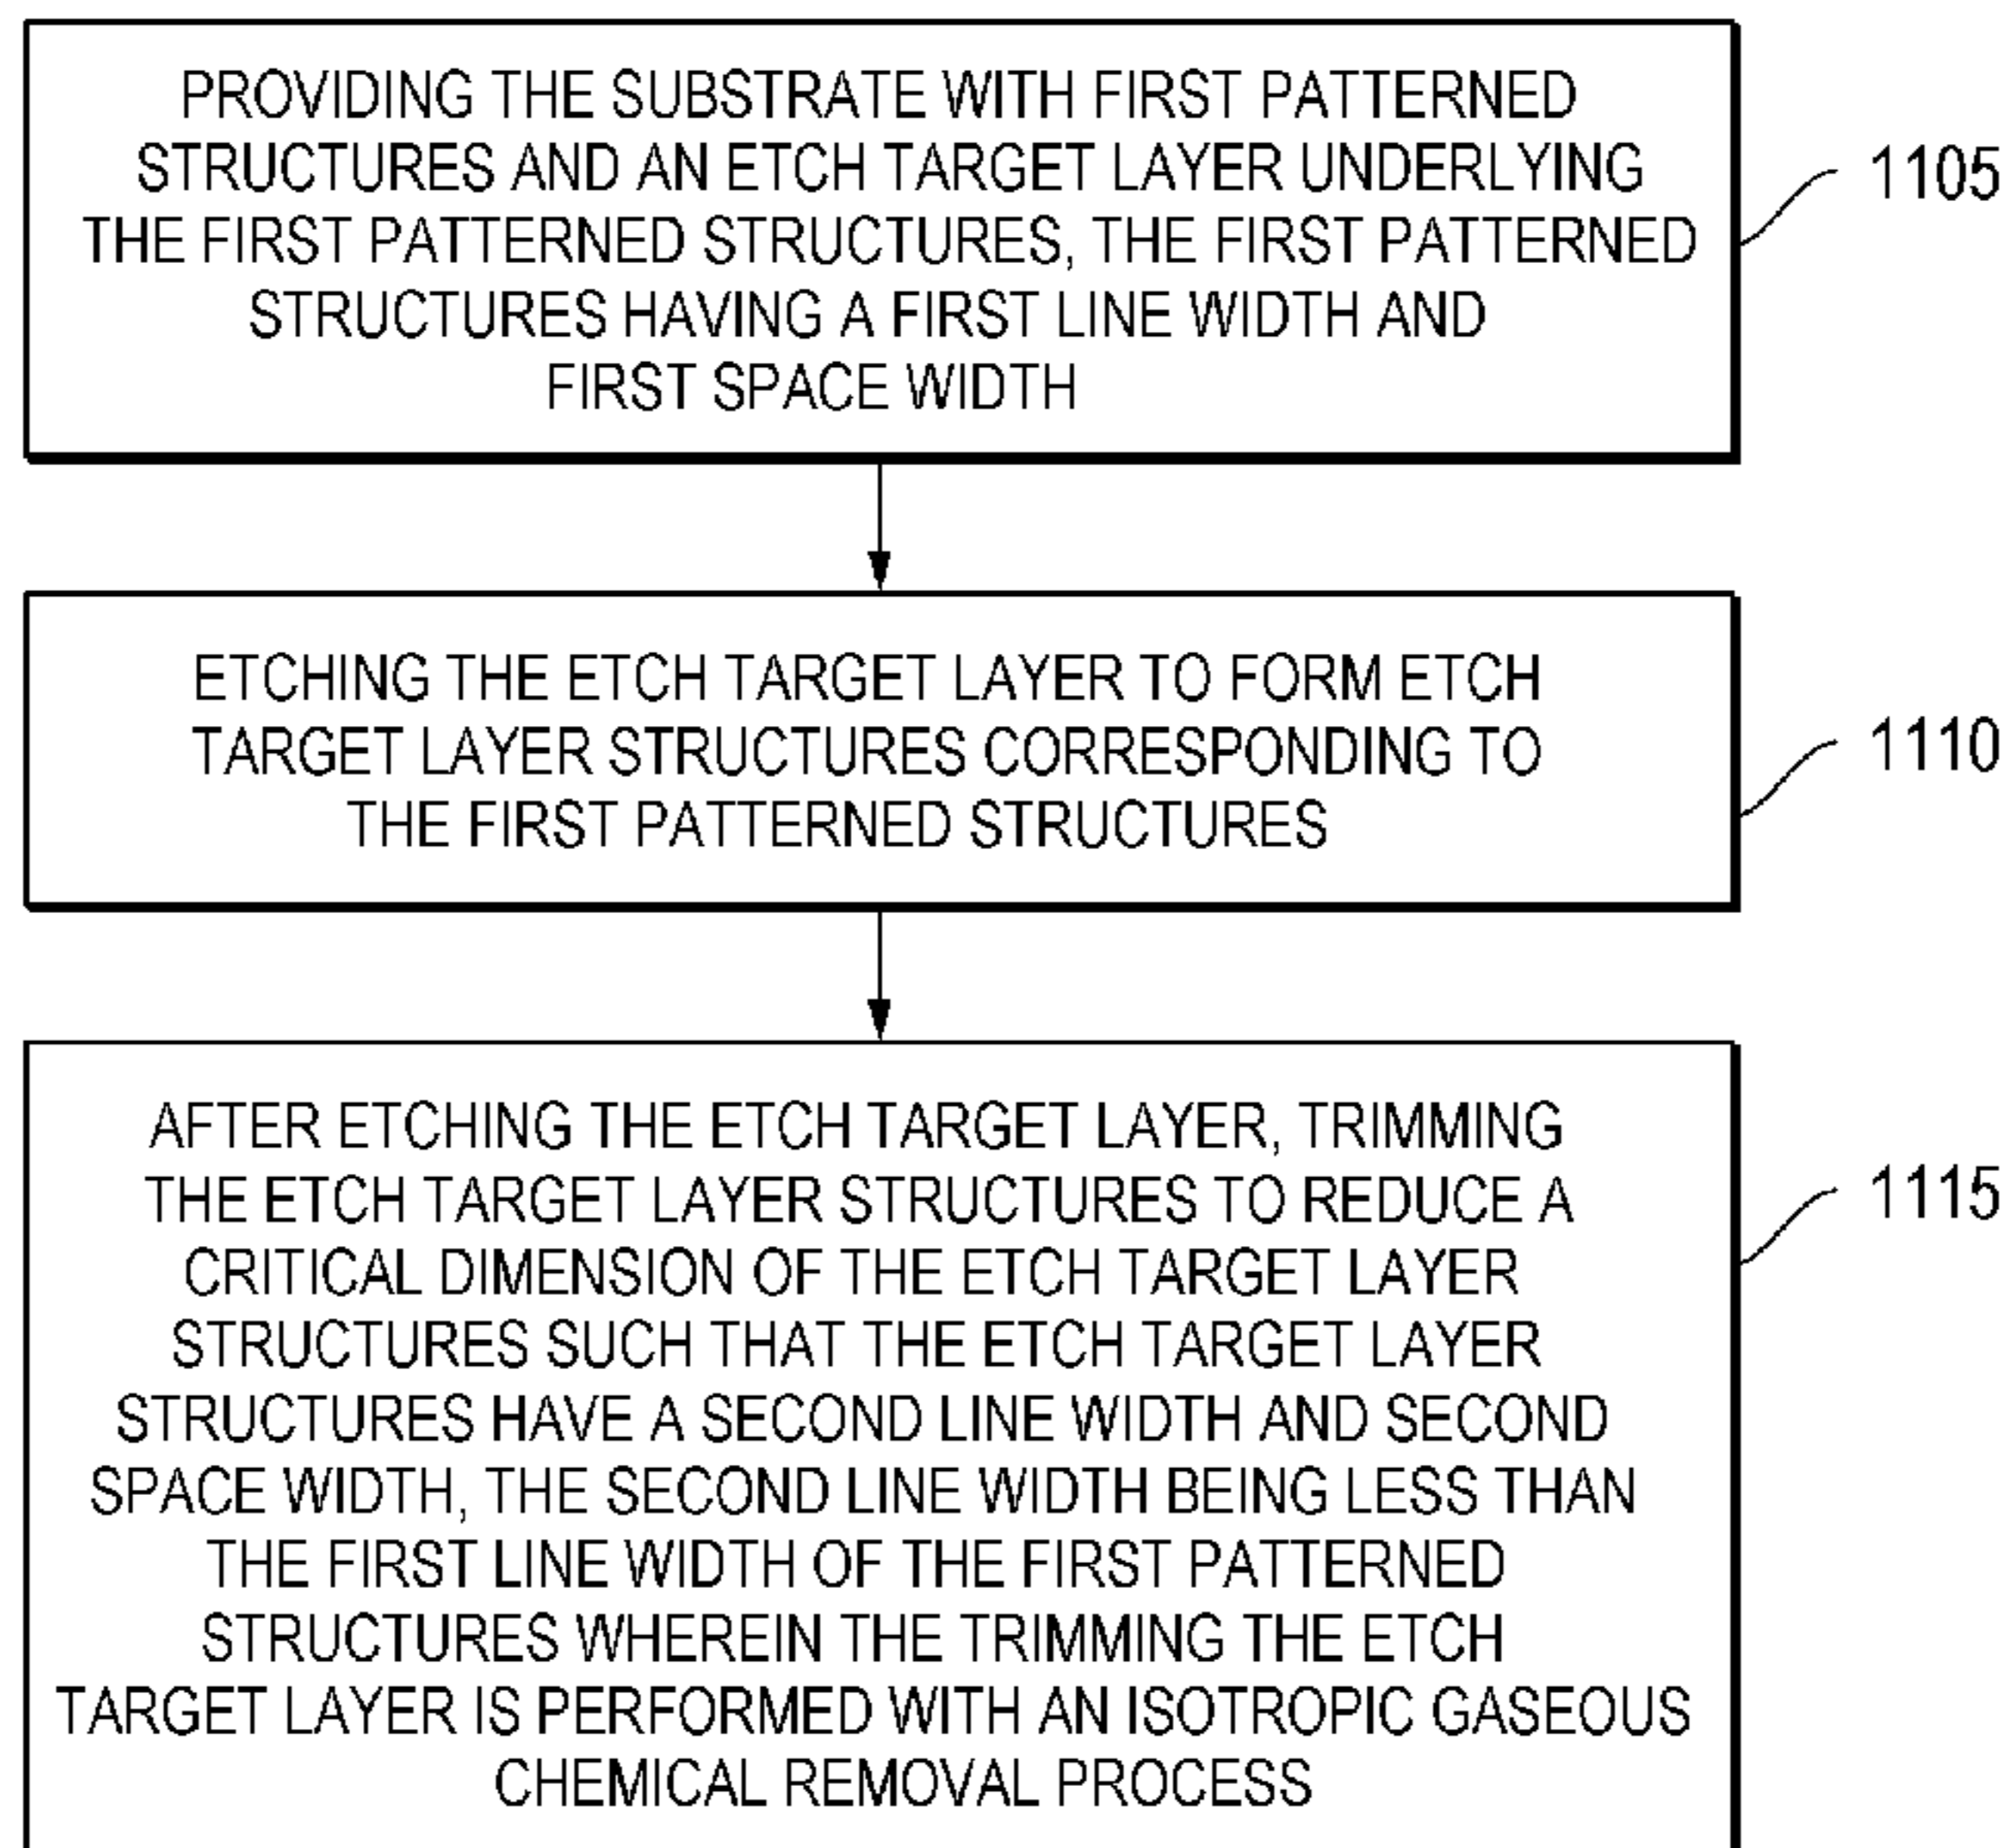 PROVIDING THE SUBSTRATE WITH FIRST PATTERNED
STRUCTURES AND AN ETCH TARGET LAYER UNDERLYING
THE FIRST PATTERNED STRUCTURES, THE FIRST PATTERNED
STRUCTURES HAVING A FIRST LINE WIDTH AND
FIRST SPACE WIDTH
1105
ETCHING THE ETCH TARGET LAYER TO FORM ETCH
TARGET LAYER STRUCTURES CORRESPONDING TO
THE FIRST PATTERNED STRUCTURES
1110
AFTER ETCHING THE ETCH TARGET LAYER, TRIMMING
THE ETCH TARGET LAYER STRUCTURES TO REDUCE A
CRITICAL DIMENSION OF THE ETCH TARGET LAYER
STRUCTURES SUCH THAT THE ETCH TARGET LAYER
STRUCTURES HAVE A SECOND LINE WIDTH AND SECOND
SPACE WIDTH, THE SECOND LINE WIDTH BEING LESS THAN
THE FIRST LINE WIDTH OF THE FIRST PATTERNED
STRUCTURES WHEREIN THE TRIMMING THE ETCH
TARGET LAYER IS PERFORMED WITH AN ISOTROPIC GASEOUS
CHEMICAL REMOVAL PROCESS
1115